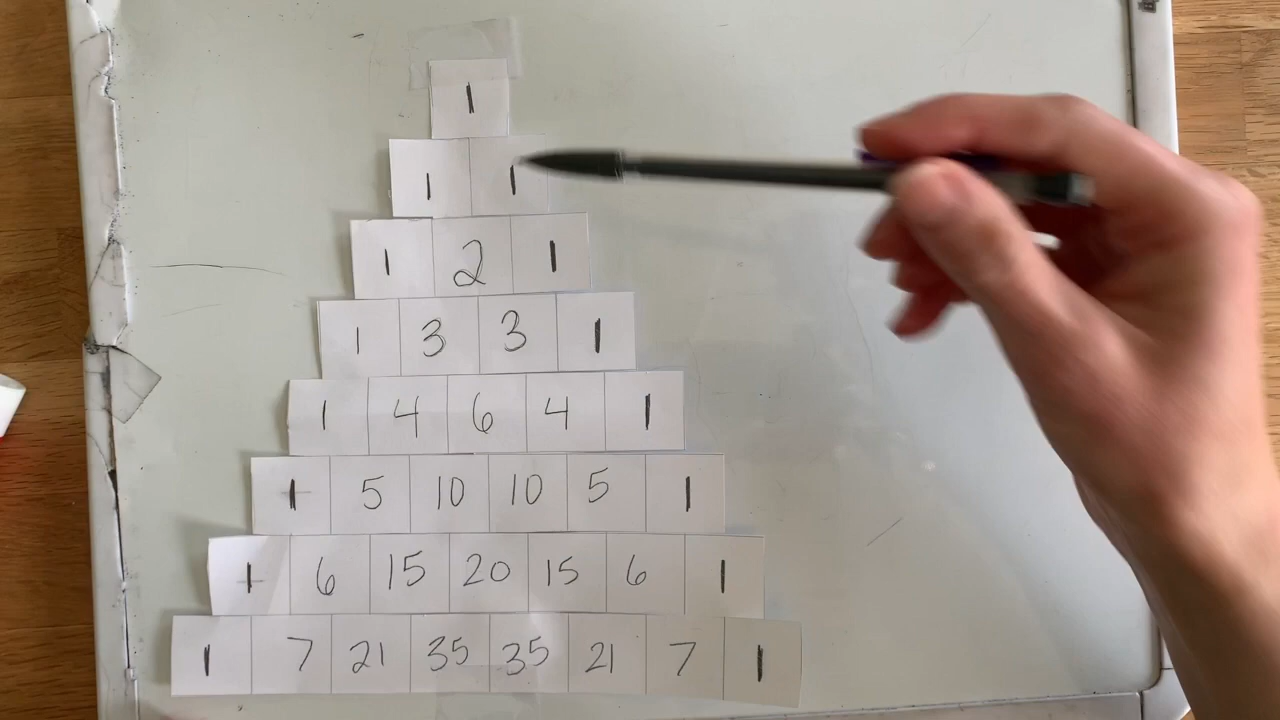 1
1 1
1 2 1
1 3 3 1
1 4 6 4 1
1 5 10 10 5 1
1 6 15 20 15 6 1
1 7 21 35 35 21 7 1